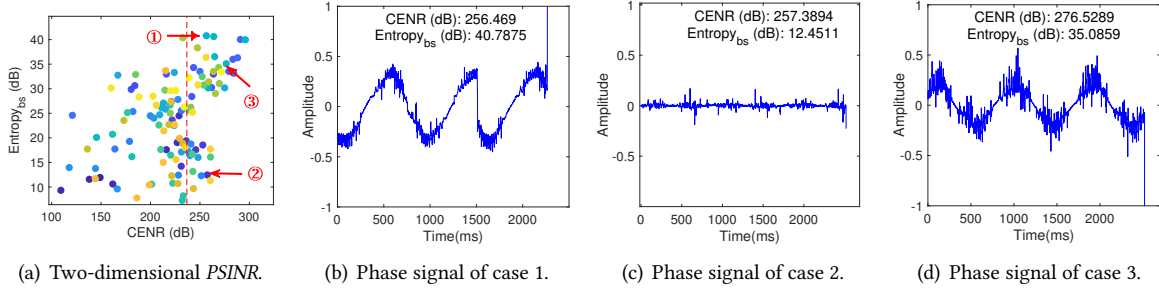 ①
②
③
40
35
30
25
20
15
10
100 150 200 250 300
Entropy_bs (dB)
CENR (dB)
(a) Two-dimensional PSINR.
CENR (dB): 256.469
Entropy_bs (dB): 40.7875
1
0.5
0
-0.5
-1
0 500 1000 1500 2000
Amplitude
Time(ms)
(b) Phase signal of case 1.
CENR (dB): 257.3894
Entropy_bs (dB): 12.4511
1
0.5
0
-0.5
0 500 1000 1500 2000
Amplitude
Time(ms)
(c) Phase signal of case 2.
CENR (dB): 276.5289
Entropy_bs (dB): 35.0859
1
0.5
0
-0.5
-1
0 500 1000 1500 2000
Amplitude
Time(ms)
(d) Phase signal of case 3.